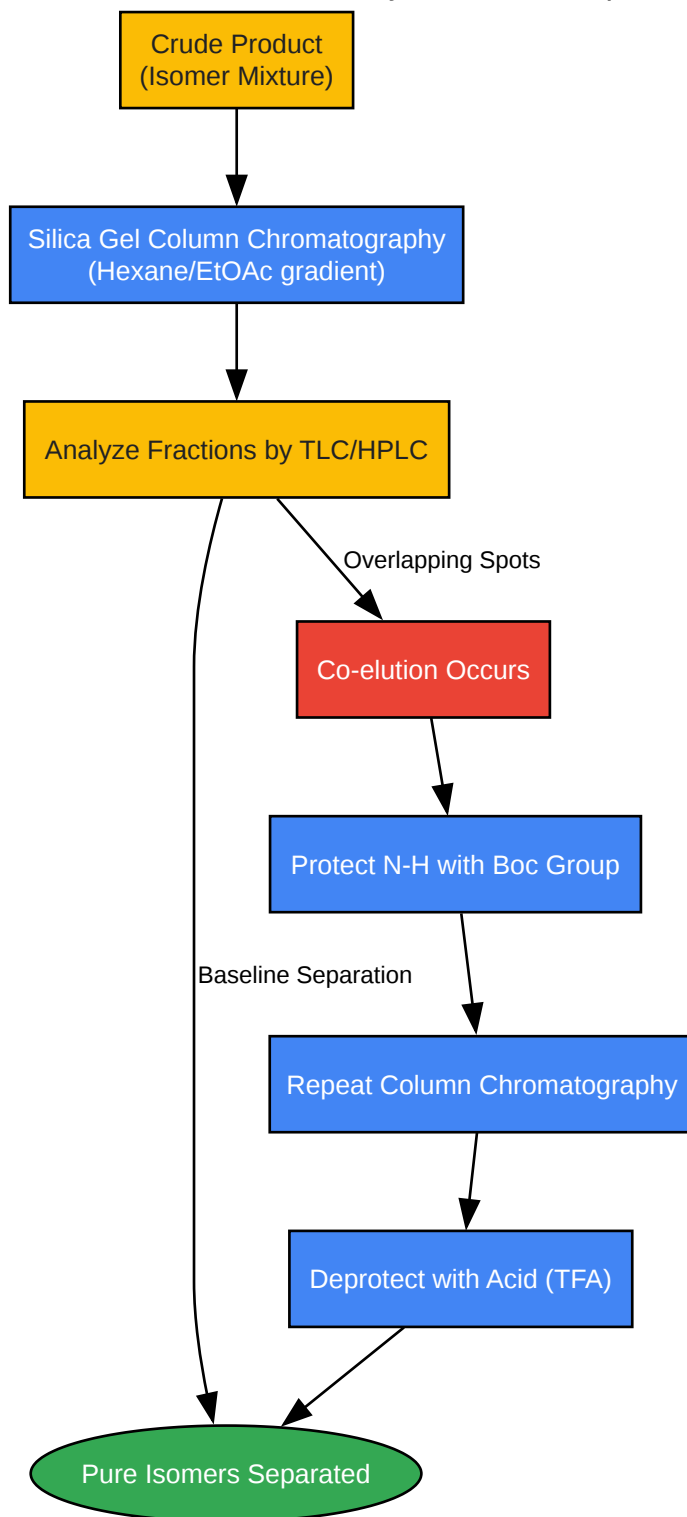 Crude Product
(Isomer Mixture)
Silica Gel Column Chromatography
(Hexane/EtOAc gradient)
Analyze Fractions by TLC/HPLC
Overlapping Spots
Co-elution Occurs
Protect N-H with Boc Group
Baseline Separation
Repeat Column Chromatography
Deprotect with Acid (TFA)
Pure Isomers Separated